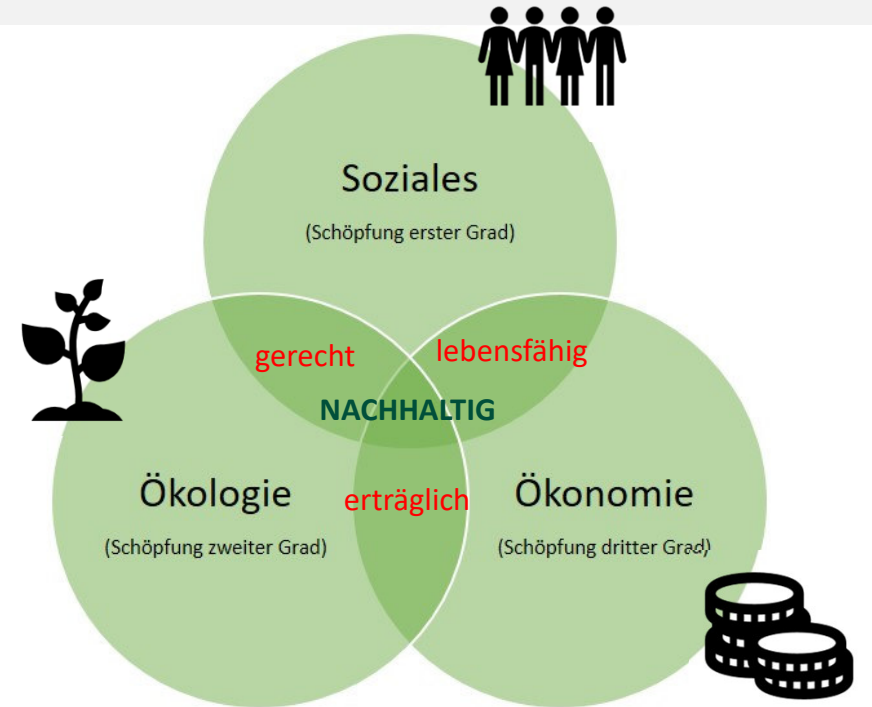 Soziales
(Schöpfung erster Grad)
gerecht
lebensfähig
NACHHALTIG
Ökologie
erträglich
Ökonomie
(Schöpfung zweiter Grad)
(Schöpfung dritter Grad)